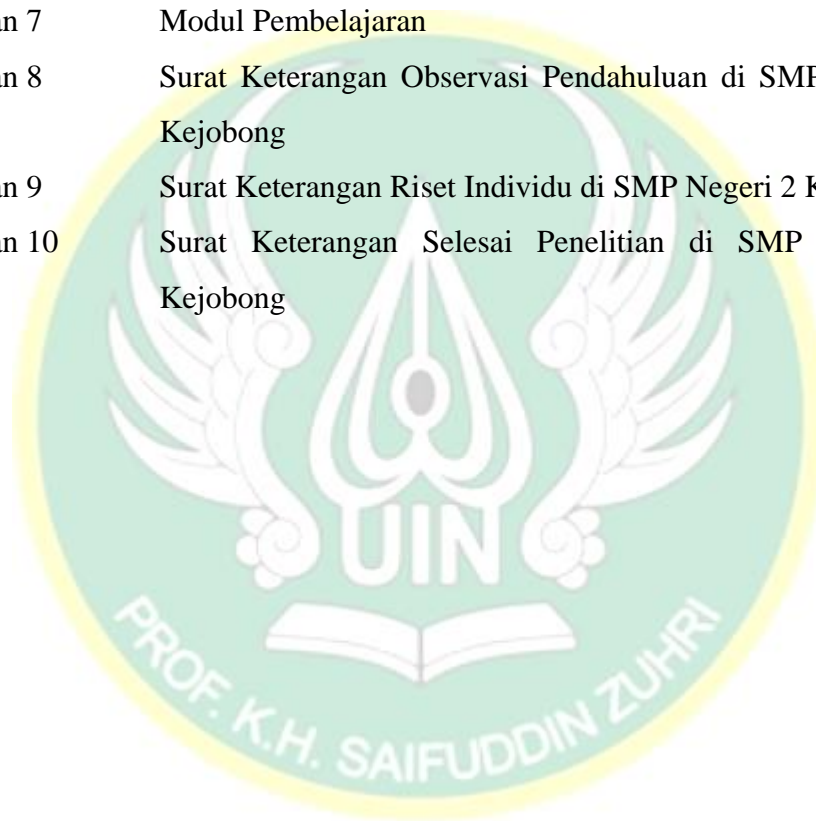 an 7 Modul Pembelajaran
an 8 Surat Keterangan Observasi Pendahuluan di SMP
Kejobong
an 9 Surat Keterangan Riset Individu di SMP Negeri 2 K
an 10 Surat Keterangan Selesai Penelitian di SMP
Kejobong
UIN
PROF. K.H. SAIFUDDIN ZUHRI